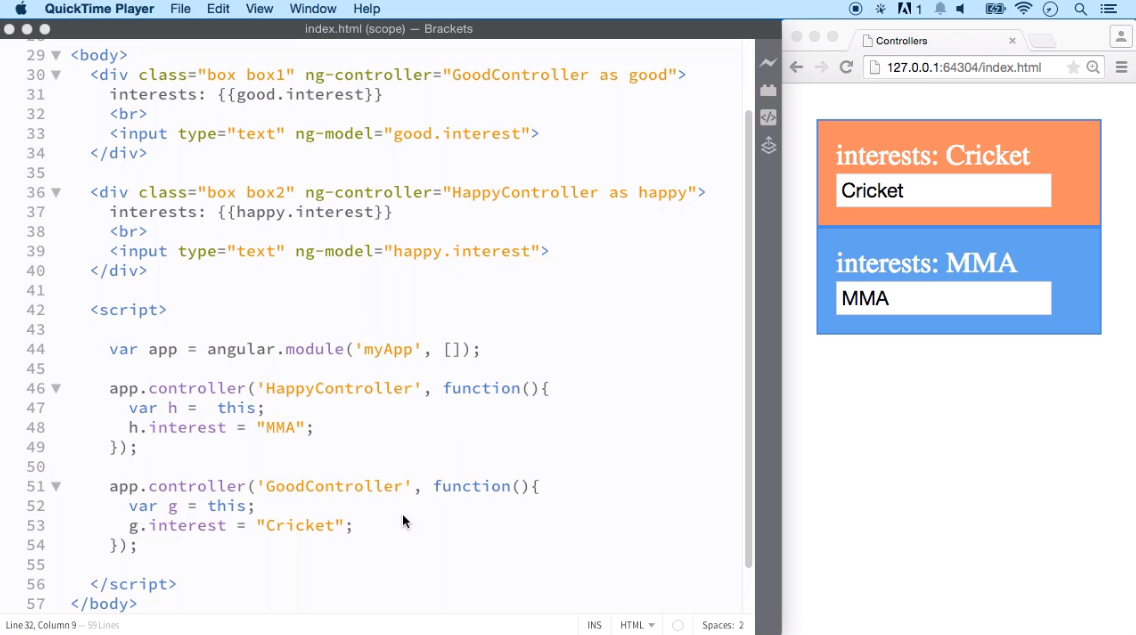 QuickTime Player File Edit View Window Help 1
index.html (scope) — Brackets
29 <body>
30 <div class="box box1" ng-controller="GoodController as good">
31 interests: {{good.interest}}
32 <br>
33 <input type="text" ng-model="good.interest">
34 </div>
35
36 <div class="box box2" ng-controller="HappyController as happy">
37 interests: {{happy.interest}}
38 <br>
39 <input type="text" ng-model="happy.interest">
40 </div>
41
42 <script>
43
44 var app = angular.module('myApp', []);
45
46 app.controller('HappyController', function(){
47 var h =  this;
48 h.interest = "MMA";
49 });
50
51 app.controller('GoodController', function(){
52 var g = this;
53 g.interest = "Cricket";
54 });
55
56 </script>
57 </body>
Line 32, Column 9 — 59 Lines
INS HTML Spaces: 2
Controllers
127.0.0.1:64304/index.html
interests: Cricket
Cricket
interests: MMA
MMA